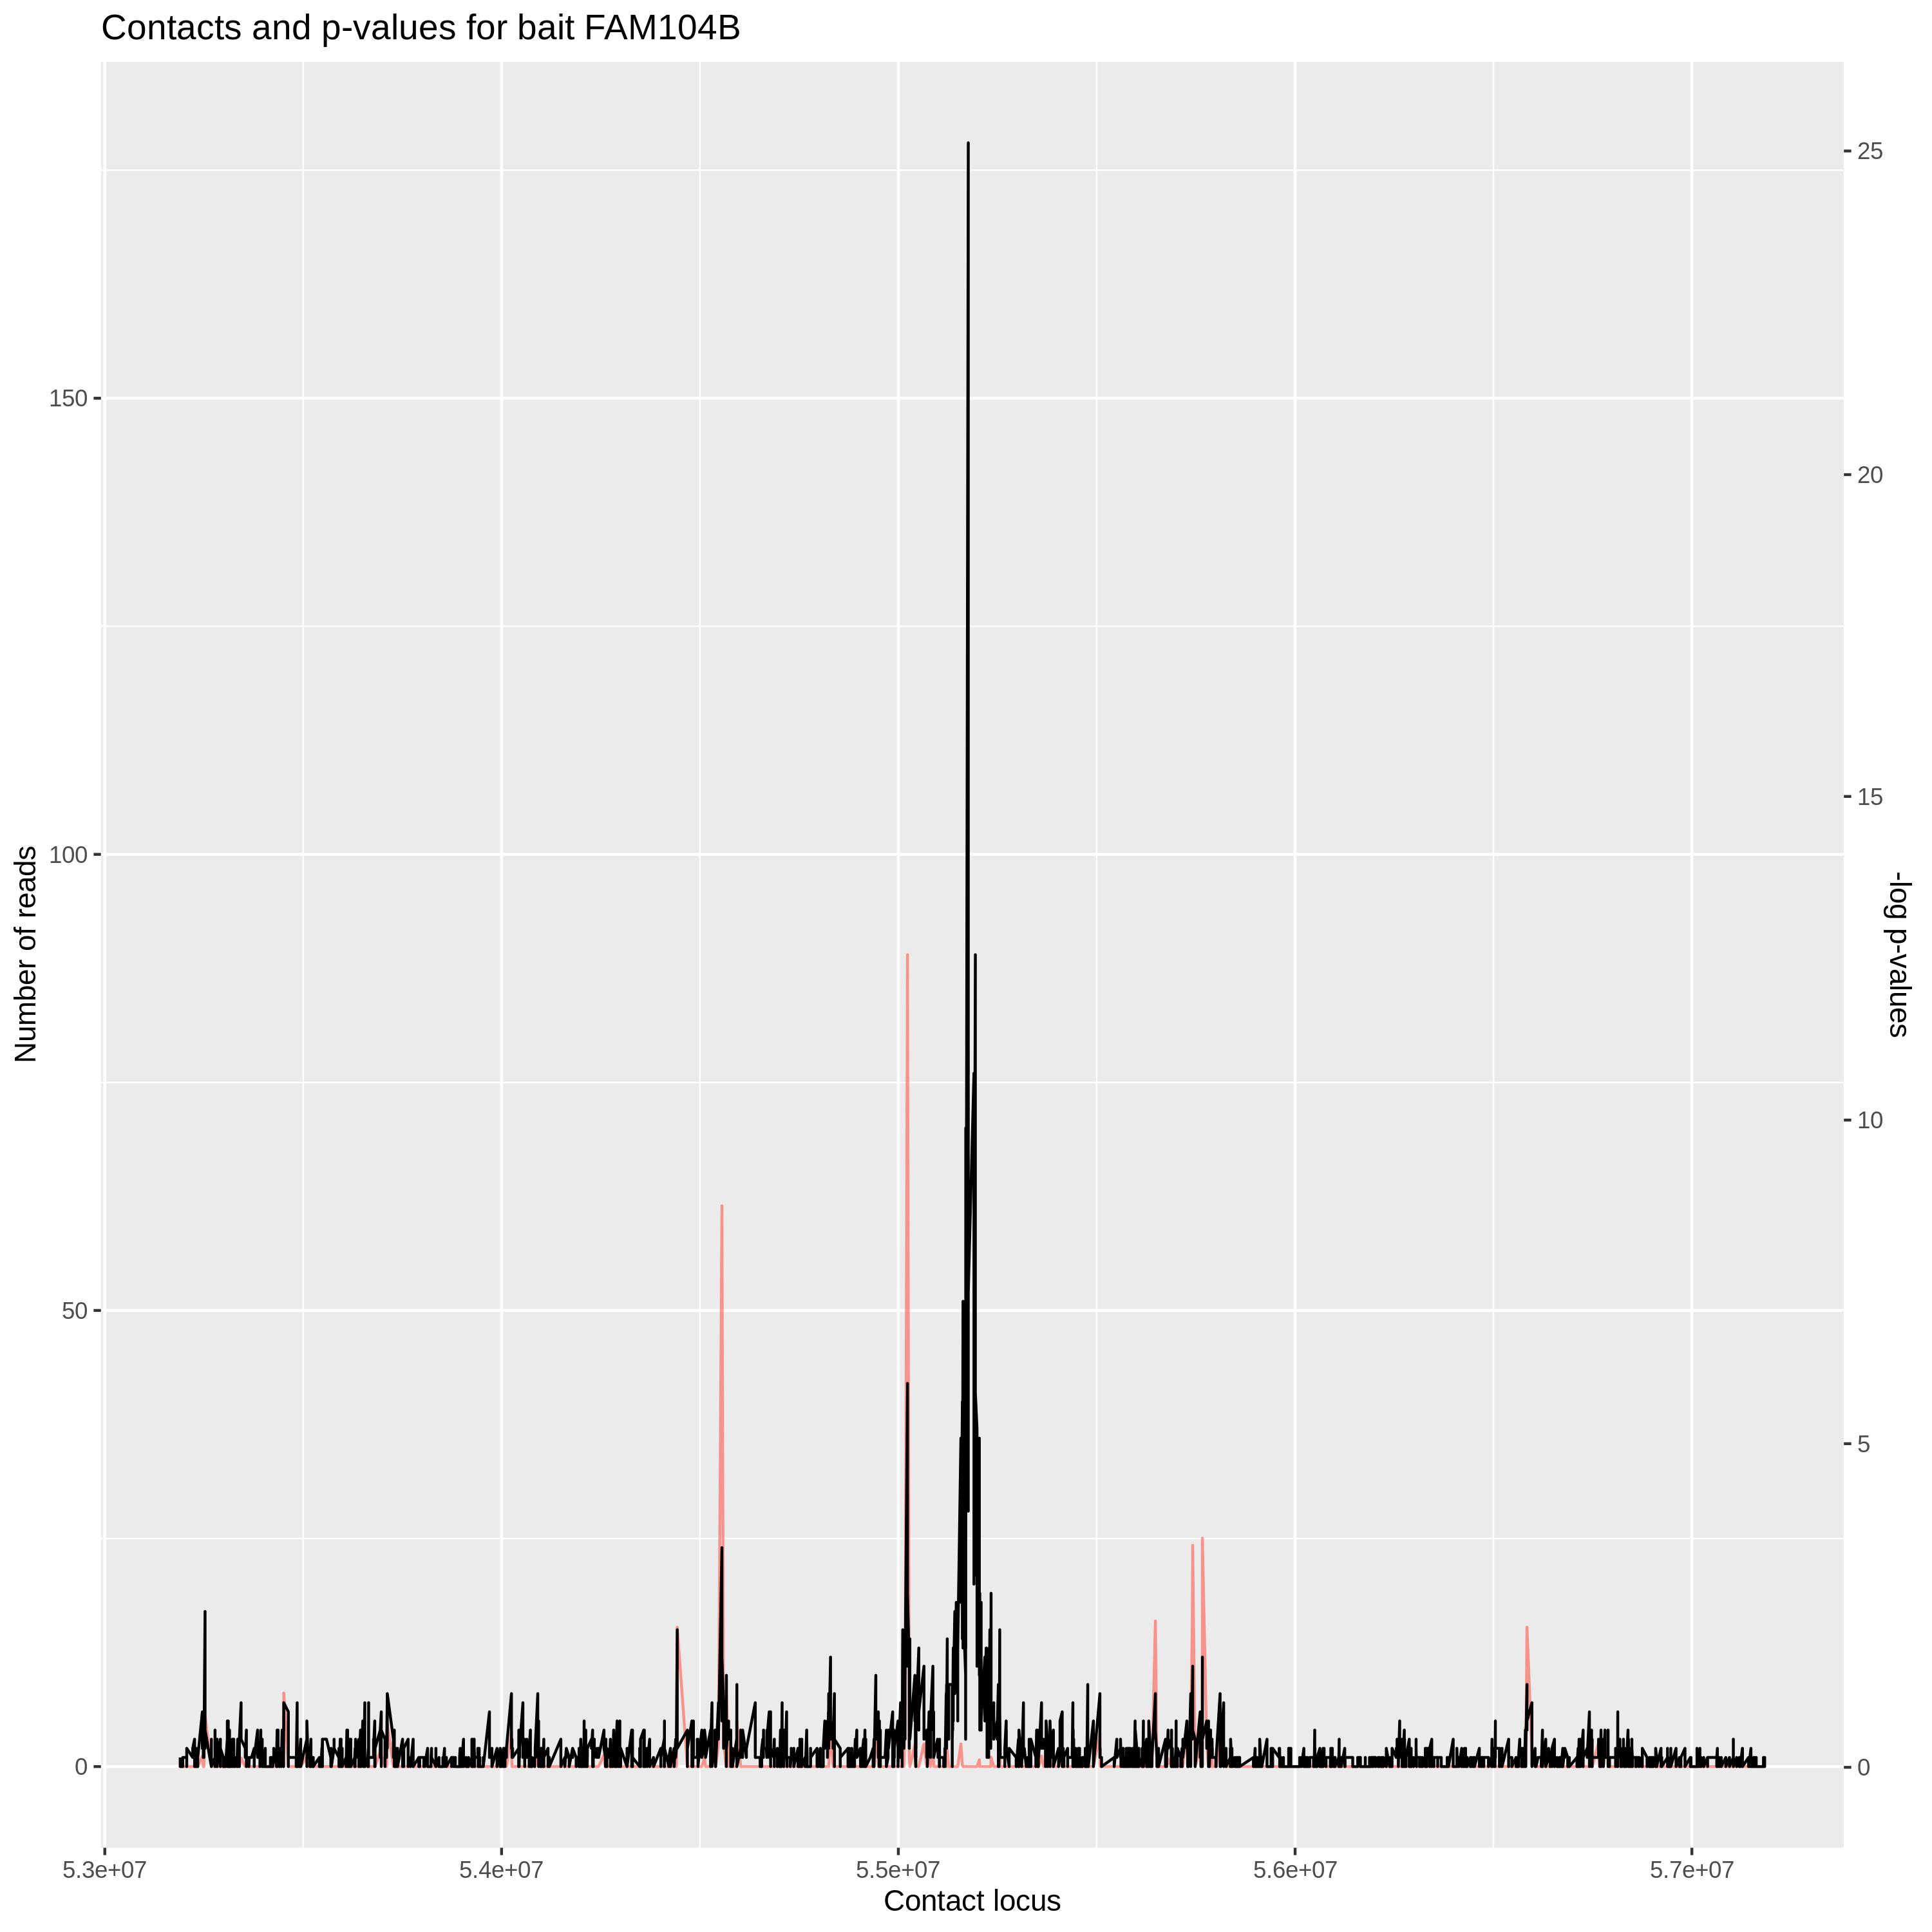 Contacts and p-values for bait FAM104B
Number of reads
150
100
50
0
25
20
15
10
5
0
-log p-values
5.3e+07 5.4e+07 5.5e+07 5.6e+07 5.7e+07
Contact locus